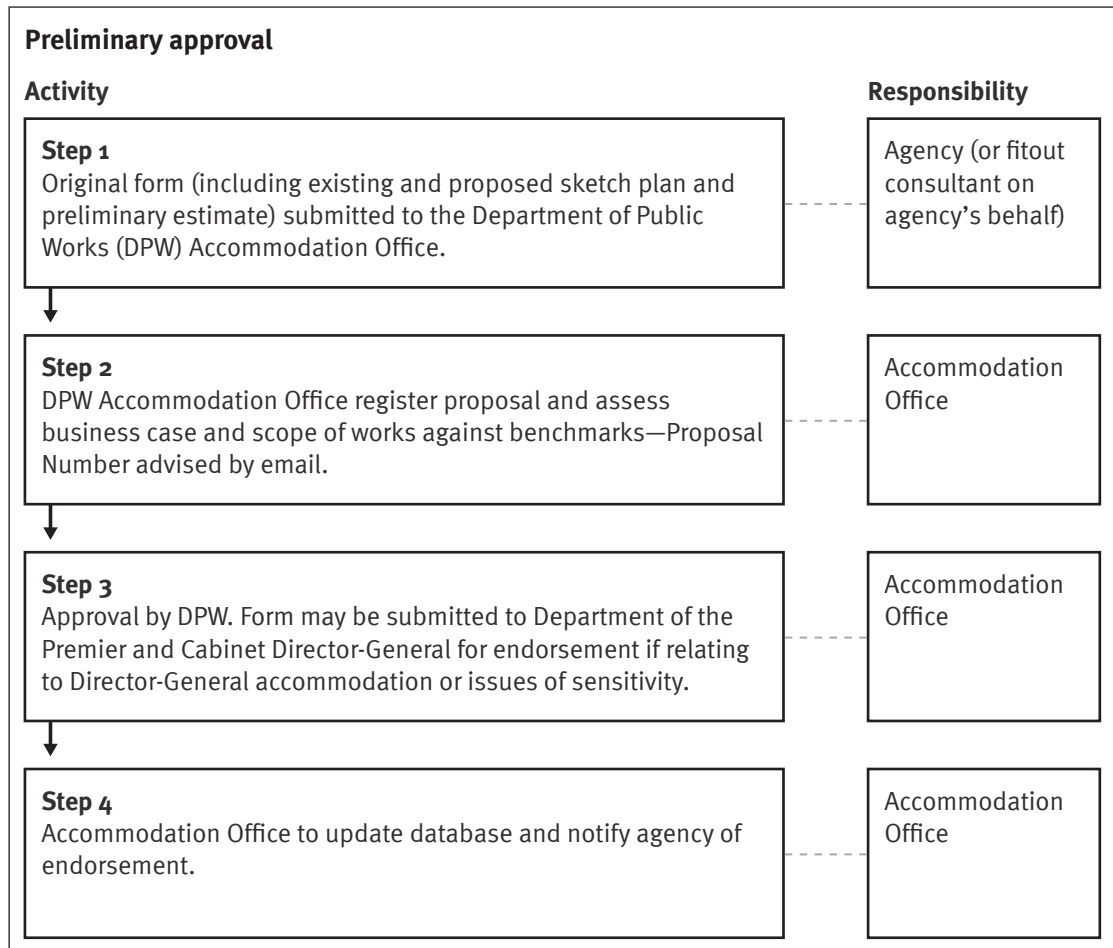 Preliminary approval
Activity
Responsibility
Step 1
Original form (including existing and proposed sketch plan and
preliminary estimate) submitted to the Department of Public
Works (DPW) Accommodation Office.
Agency (or fitout
consultant on
agency’s behalf)
Step 2
DPW Accommodation Office register proposal and assess
business case and scope of works against benchmarks—Proposal
Number advised by email.
Accommodation
Office
Step 3
Approval by DPW. Form may be submitted to Department of the
Premier and Cabinet Director-General for endorsement if relating
to Director-General accommodation or issues of sensitivity.
Accommodation
Office
Step 4
Accommodation Office to update database and notify agency of
endorsement.
Accommodation
Office